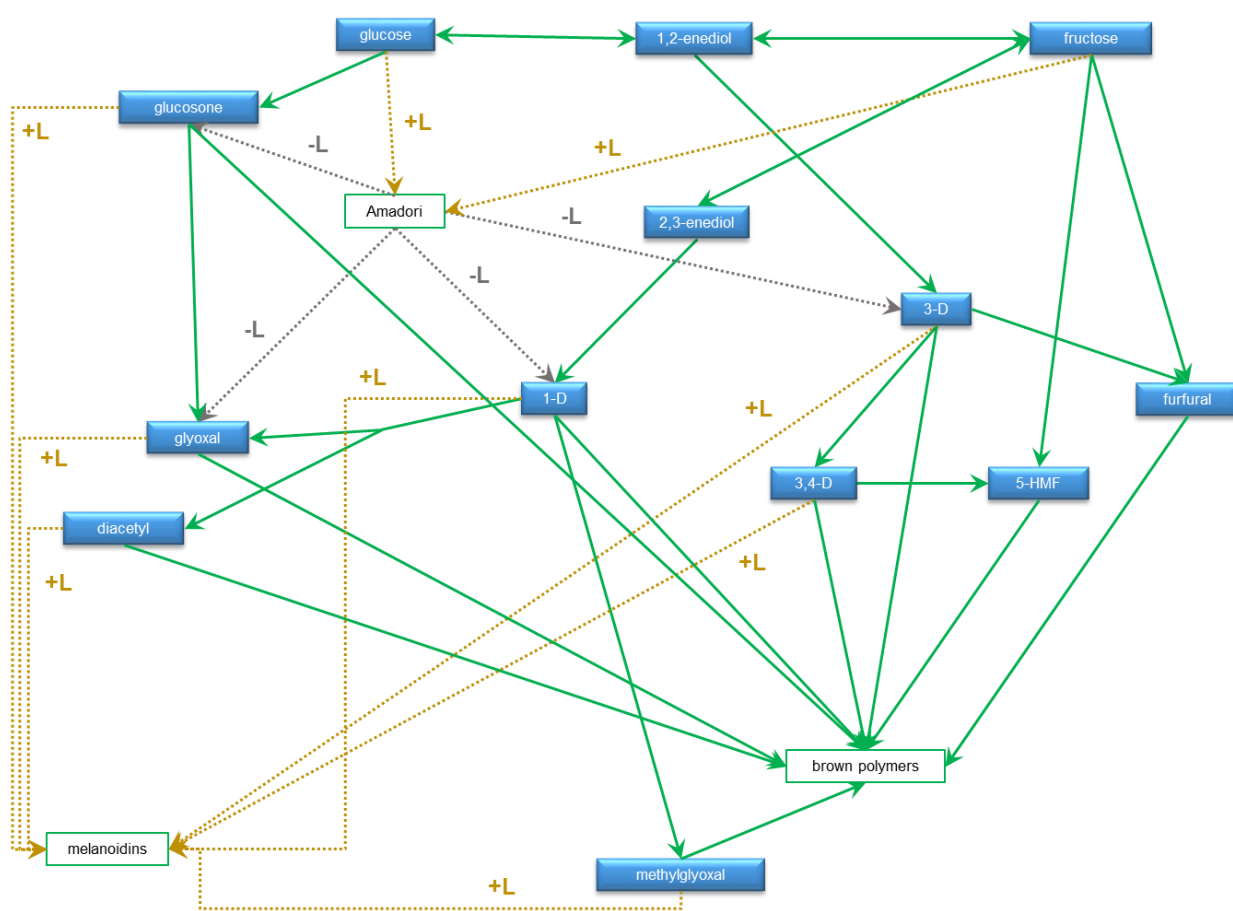 glucose
1,2-enediol
fructose
glucosone
+L
+L
-L
+L
Amadori
-L
2,3-enediol
-L
3-D
-L
+L
1-D
+L
furfural
glyoxal
+L
3,4-D
5-HMF
diacetyl
+L
+L
brown polymers
melanoidins
methylglyoxal
+L